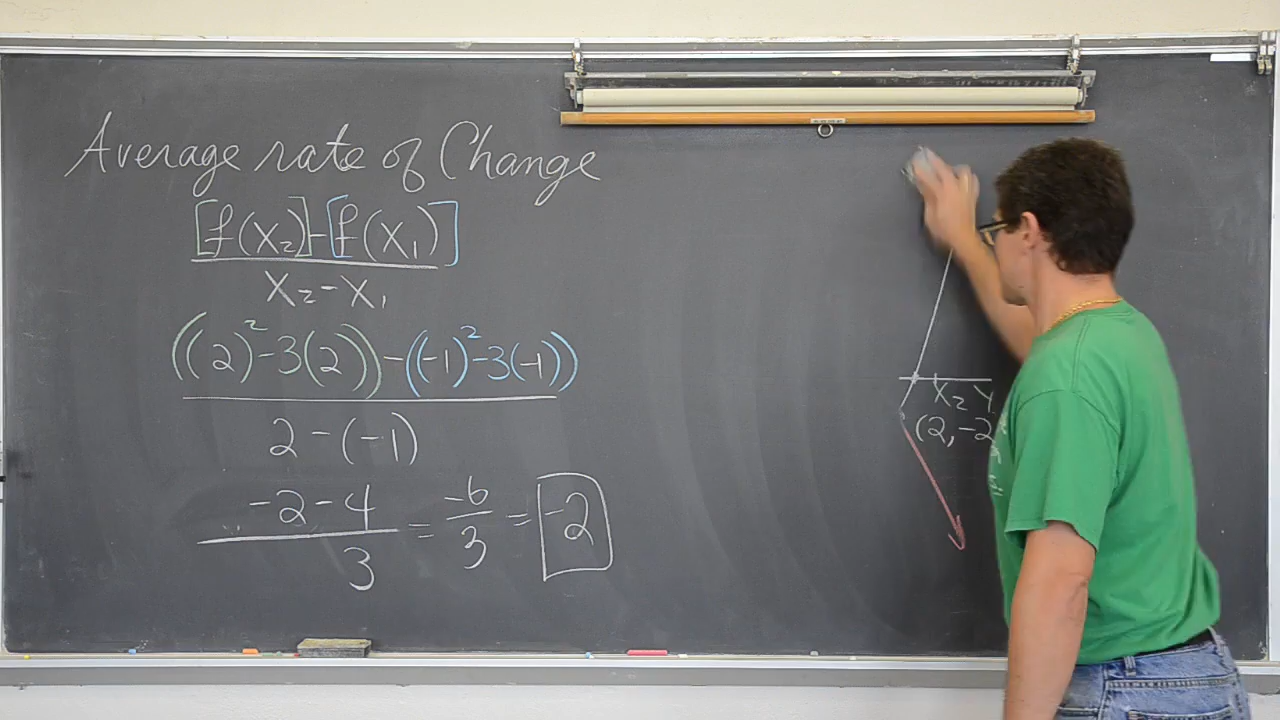 Average rate of Change
[f(x₂)]-[f(x₁)]
x₂-x₁
((2)²-3(2))-((-1)²-3(-1))
2-(-1)
-2-4
3
= -6
3
= -2
X₂ Y
(2,-2